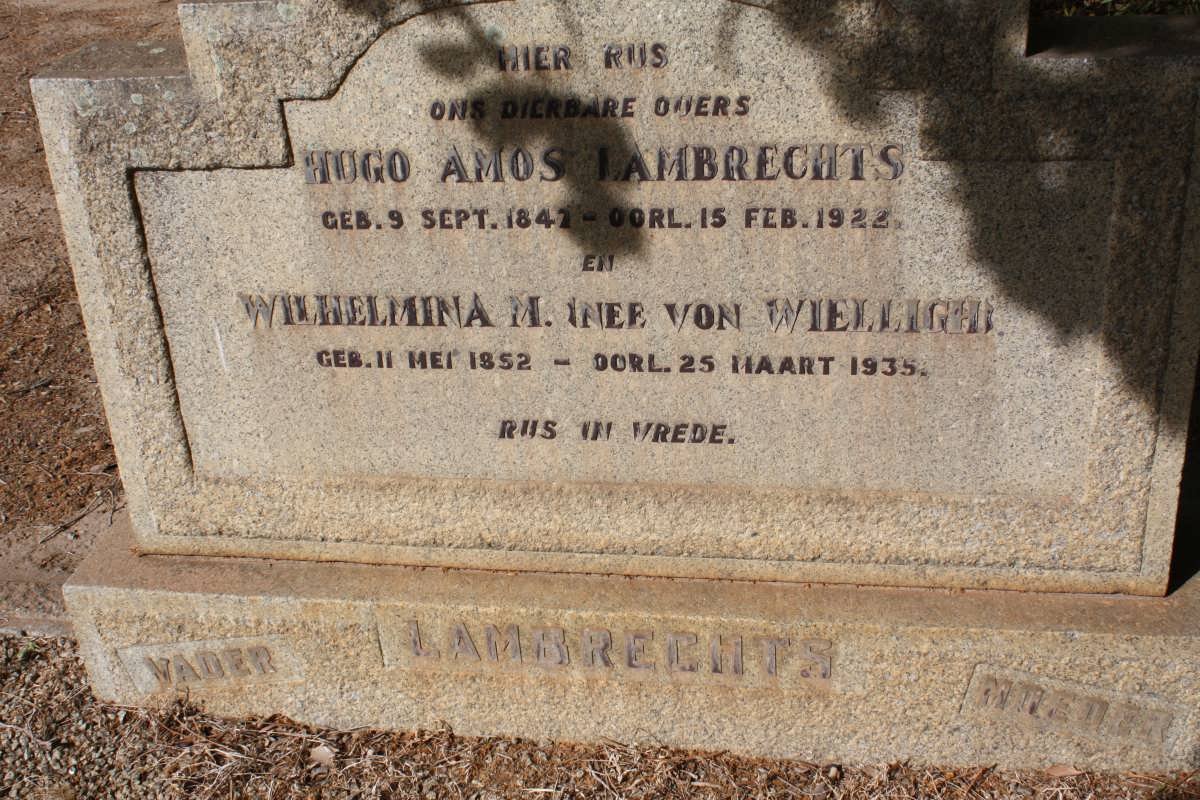 HIER RUS
ONS DIERBARE OUERS
HUGO AMOS LAMBRECHTS
GEB. 9 SEPT. 1847 - OORL. 15 FEB. 1922.
EN
WILHELMINA M. (NEE VON WIELLIGH).
GEB. 11 MEI 1852 - OORL. 25 MAART 1935.
RUS IN VREDE.
VADER LAMBRECHTS MOEDER